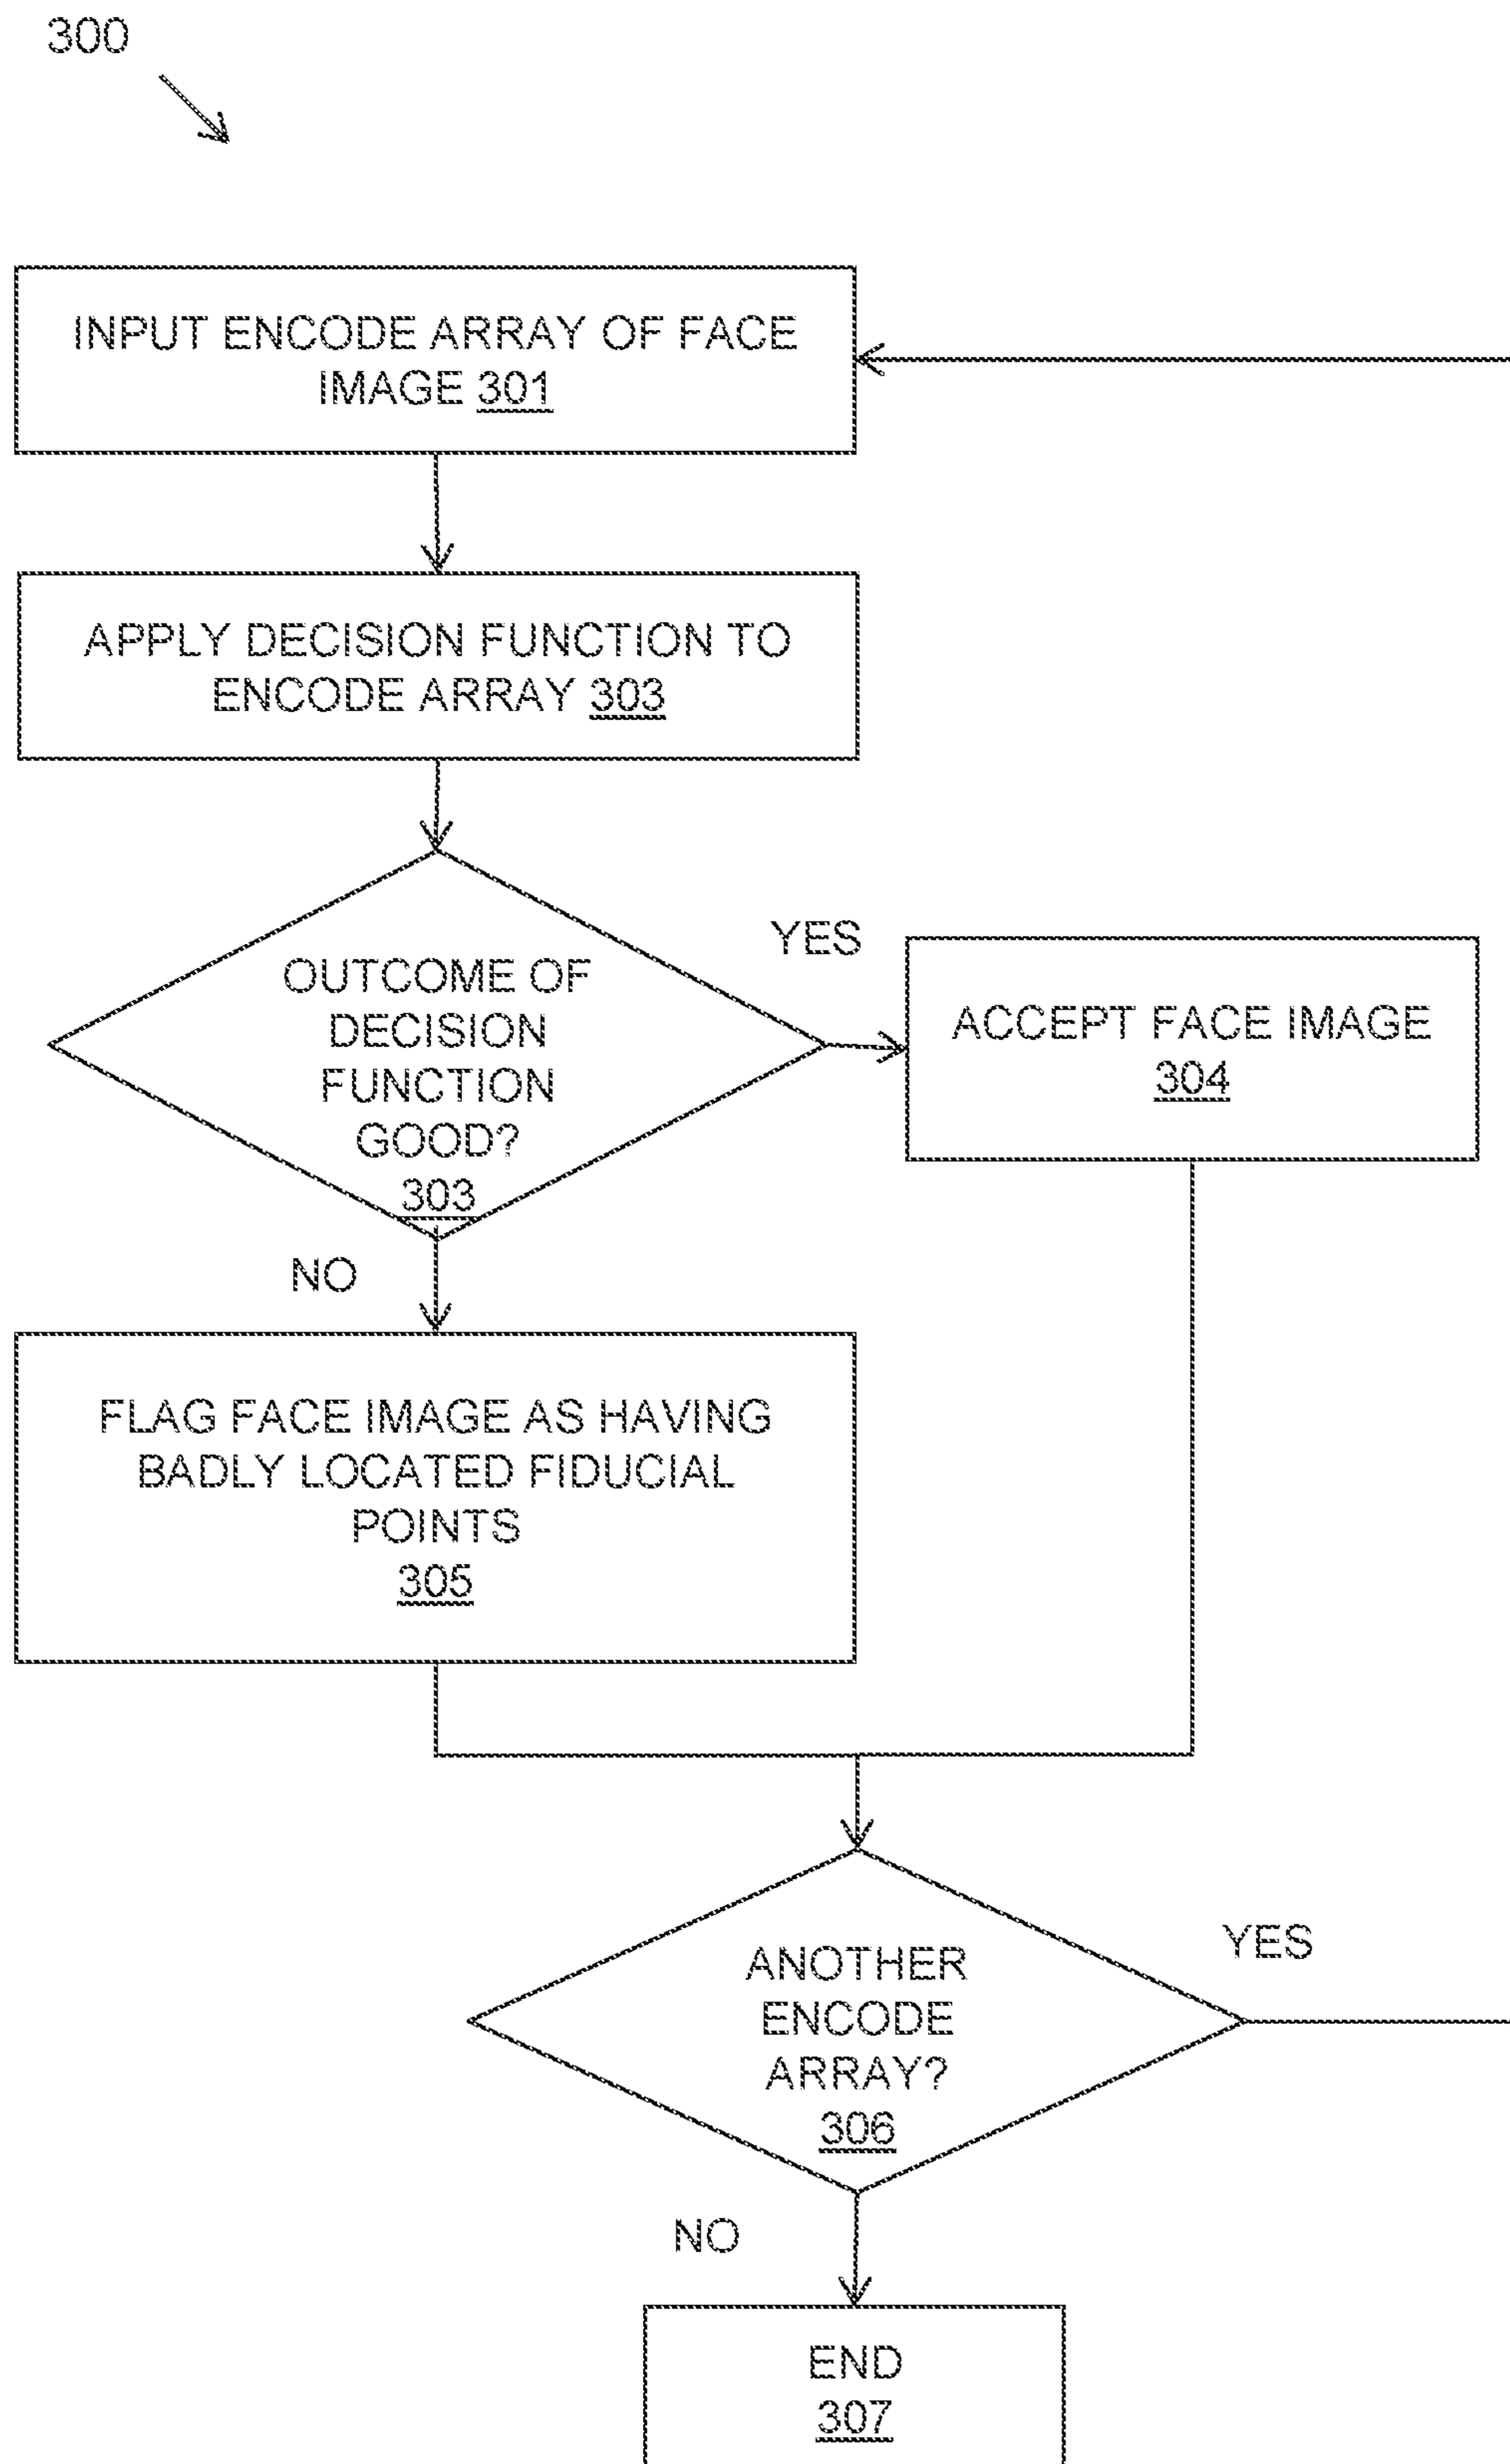 300
INPUT ENCODE ARRAY OF FACE
IMAGE 301
APPLY DECISION FUNCTION TO
ENCODE ARRAY 303
OUTCOME OF
DECISION
FUNCTION
GOOD?
303
YES
ACCEPT FACE IMAGE
304
NO
FLAG FACE IMAGE AS HAVING
BADLY LOCATED FIDUCIAL
POINTS
305
ANOTHER
ENCODE
ARRAY?
306
YES
NO
END
307